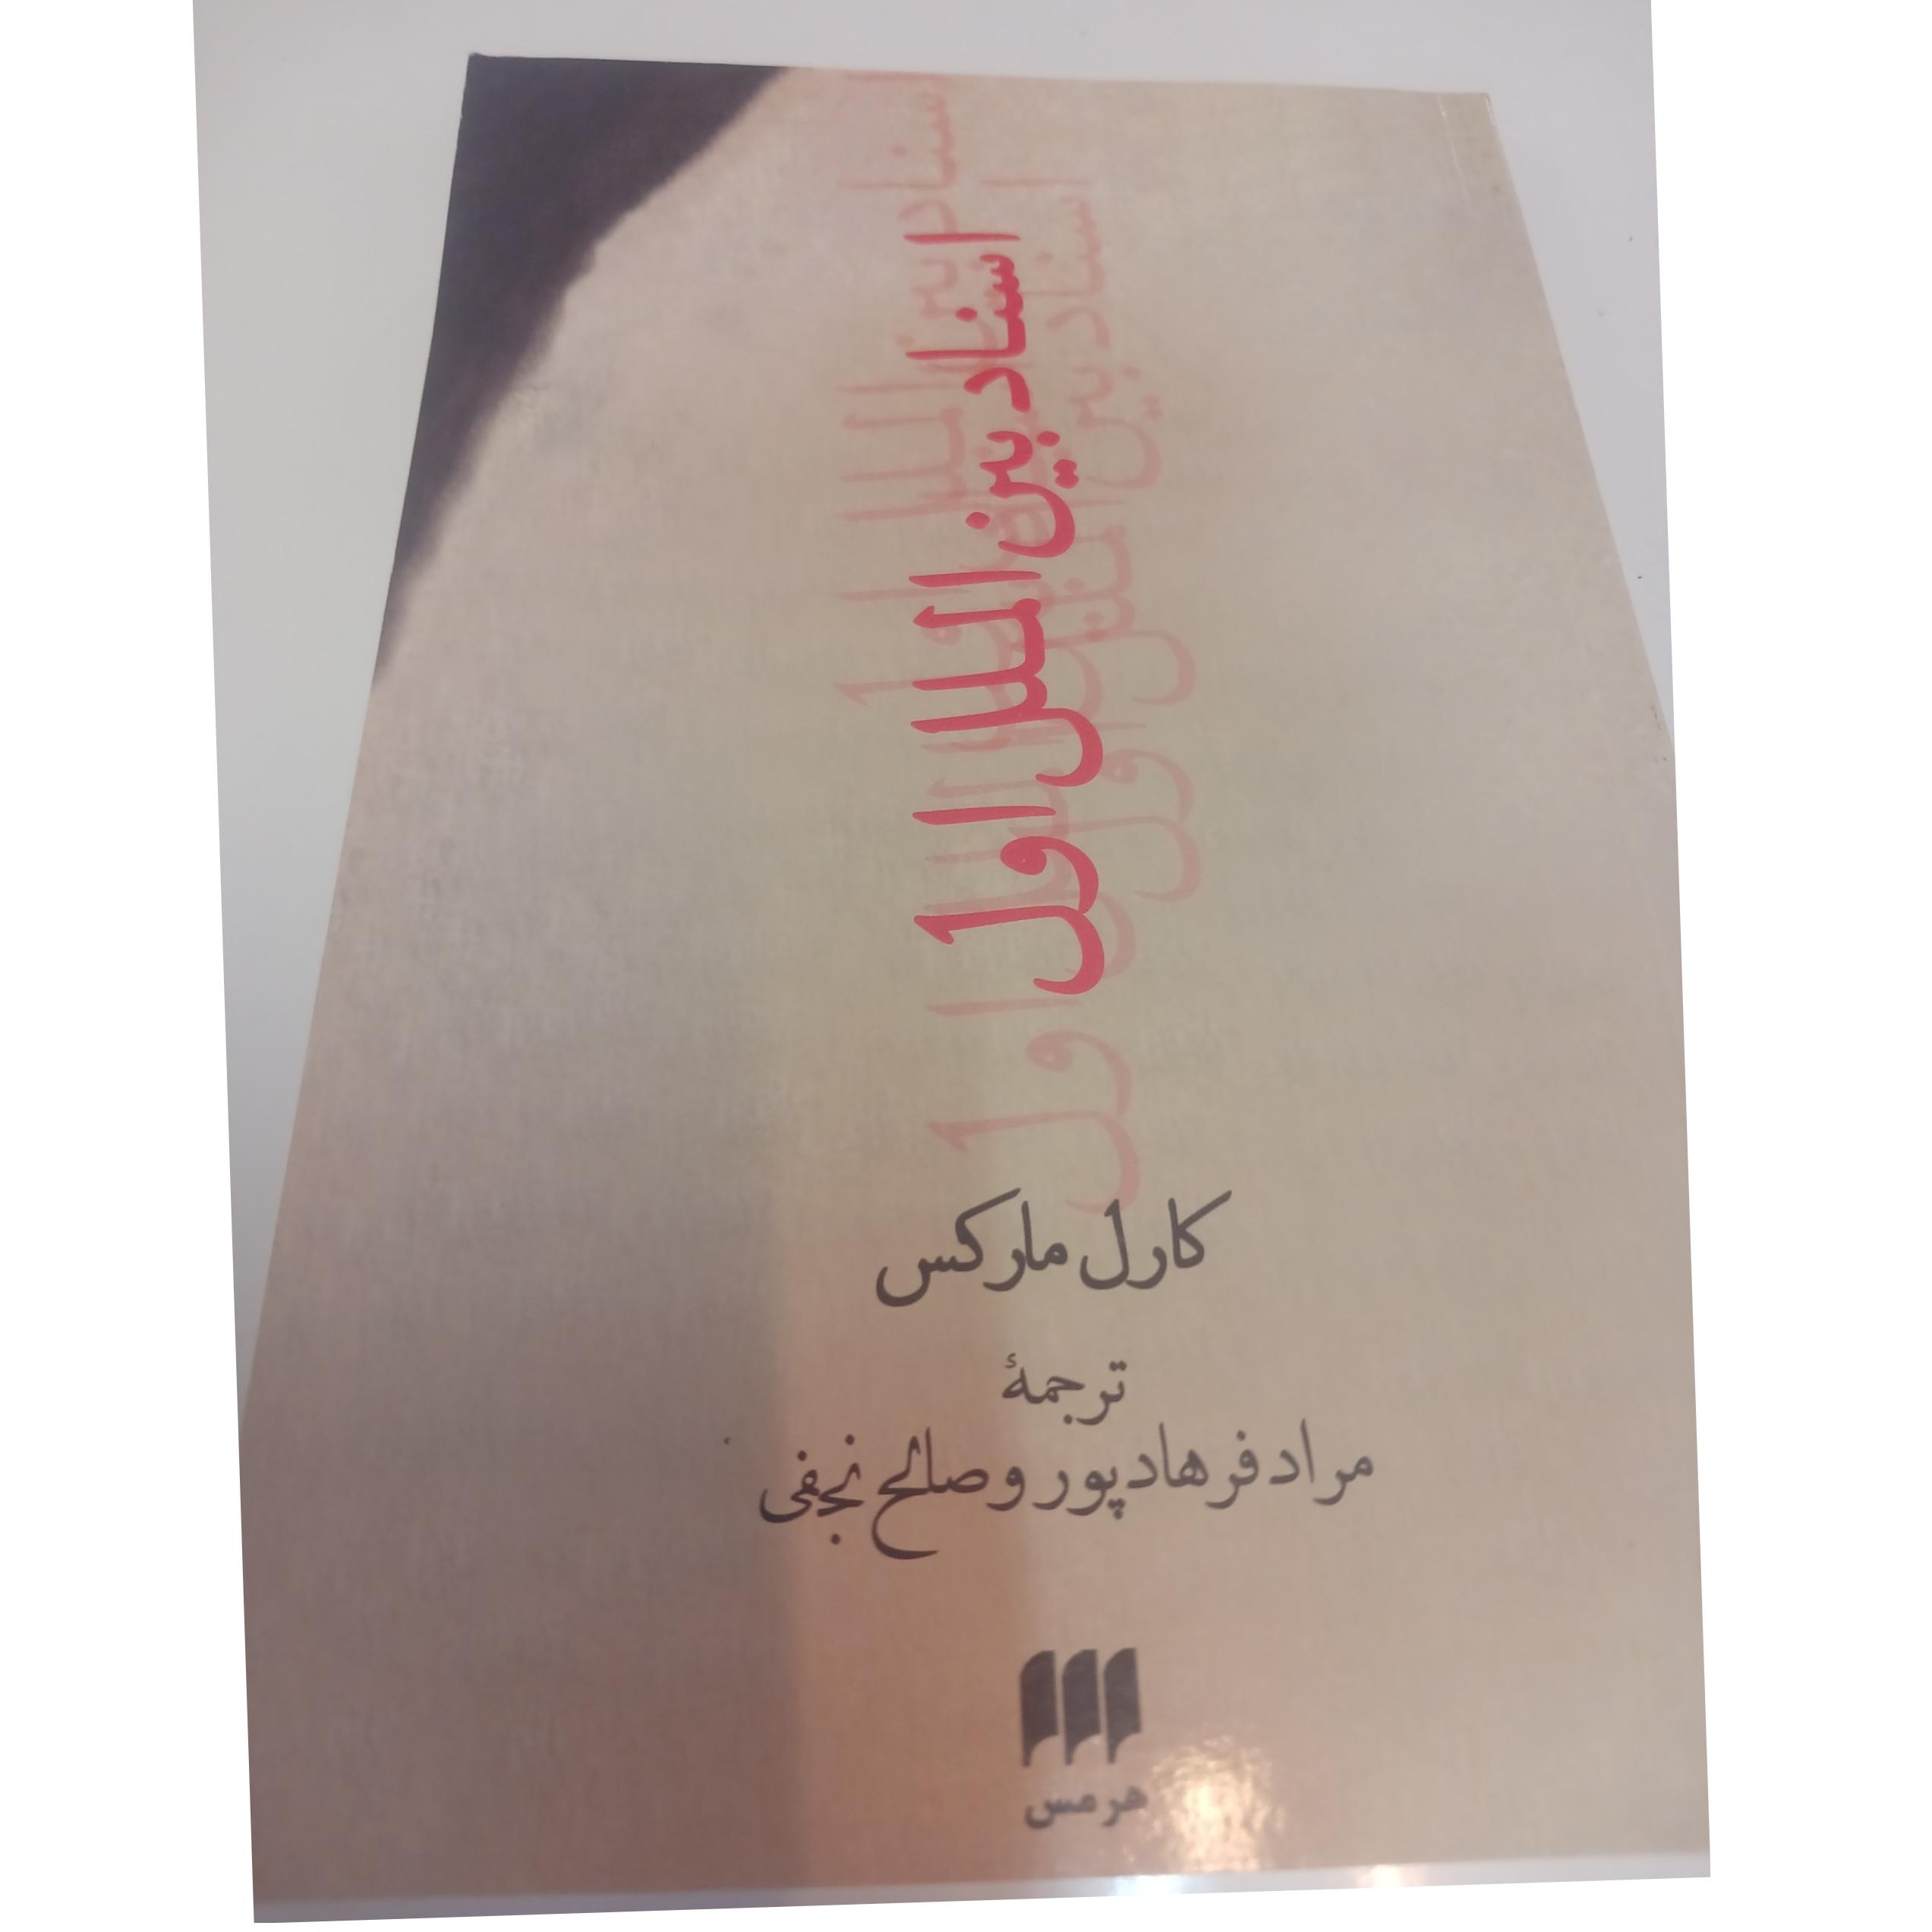 اسناد بین الملل اول
کارل مارکس
ترجمهٔ
مراد فرهادپور و صالح نجفی
هرمس